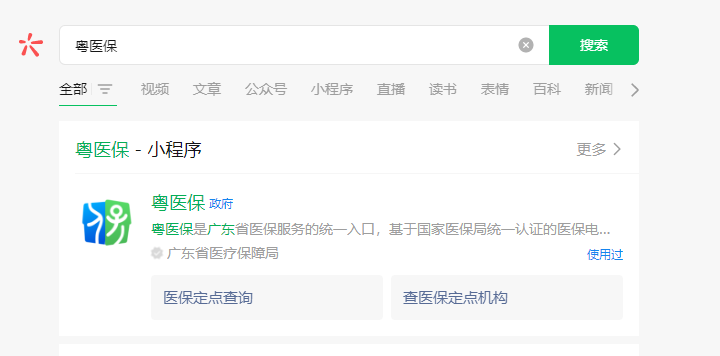 粤医保
搜索
全部 视频 文章 公众号 小程序 直播 读书 表情 百科 新闻
粤医保 - 小程序 更多
粤医保 政府
粤医保是广东省医保服务的统一入口，基于国家医保局统一认证的医保电...
广东省医疗保障局 使用过
医保定点查询 查医保定点机构